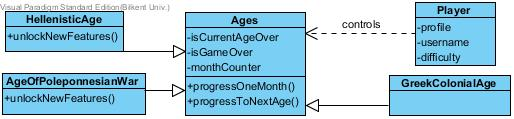 Visual Paradigm Standard Edition(Bilkent Univ.)
HellenisticAge
+unlockNewFeatures()
AgeOfPoleponnesianWar
+unlockNewFeatures()
Ages
-isCurrentAgeOver
-isGameOver
-monthCounter
+progressOneMonth()
+progressToNextAge()
controls
Player
-profile
-username
-difficulty
GreekColonialAge